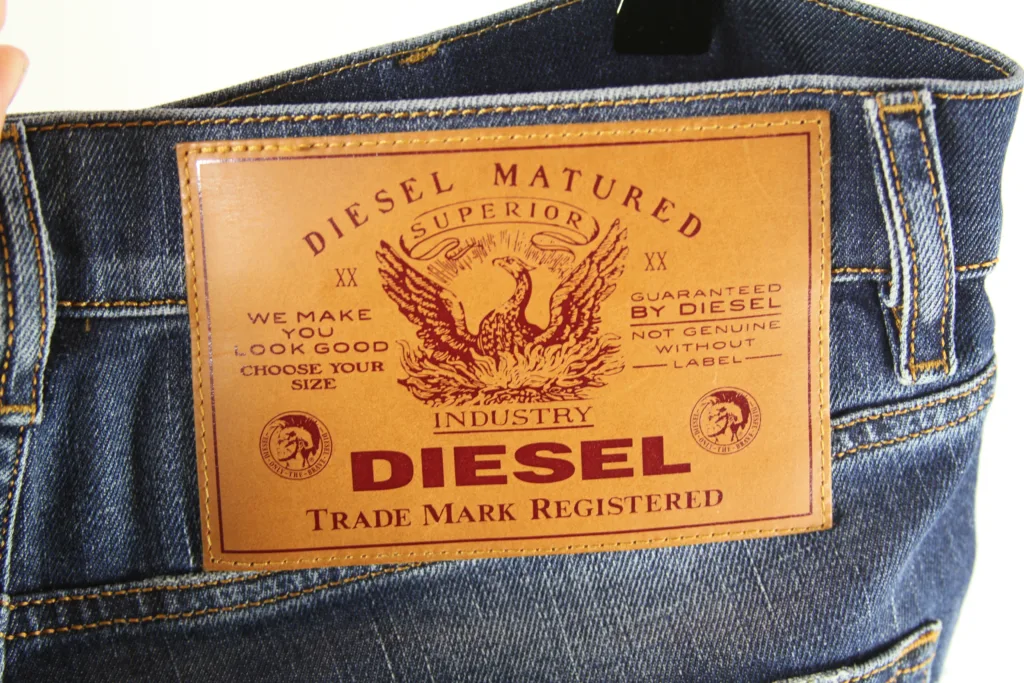 DIESEL MATURED
SUPERIOR
XX
XX
WE MAKE
YOU
LOOK GOOD
CHOOSE YOUR
SIZE
GUARANTEED
BY DIESEL
NOT GENUINE
WITHOUT
LABEL
INDUSTRY
DIESEL
TRADE MARK REGISTERED